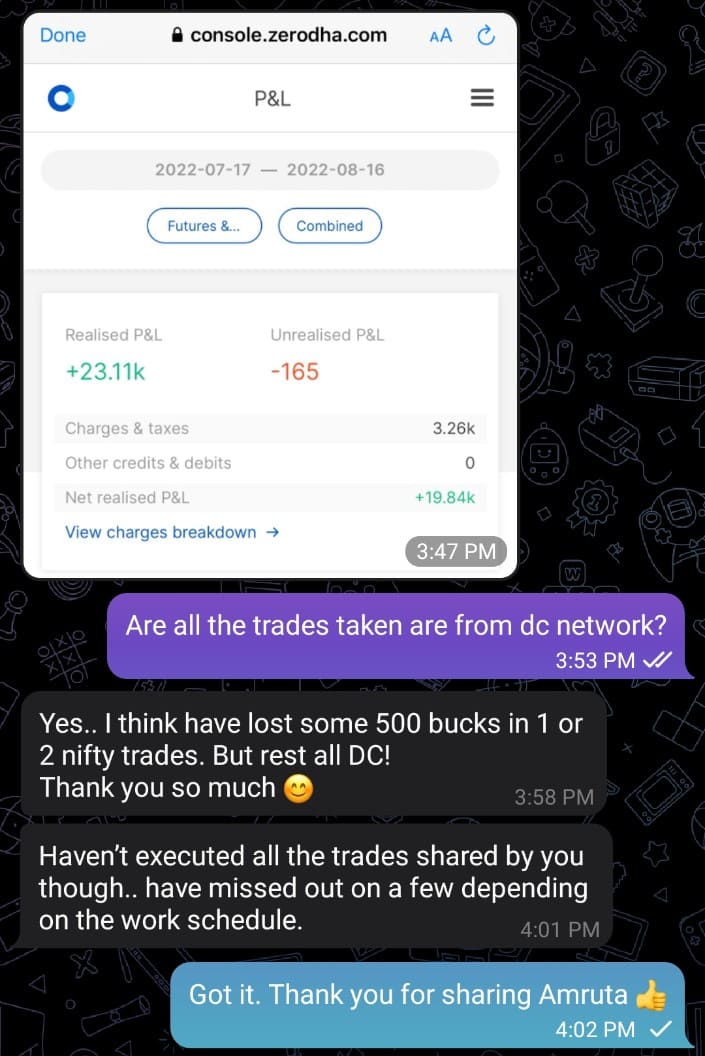 Done
console.zerodha.com
AA
P&L
2022-07-17 — 2022-08-16
Futures &...
Combined
Realised P&L
Unrealised P&L
+23.11k
-165
Charges & taxes
3.26k
Other credits & debits
0
Net realised P&L
+19.84k
View charges breakdown →
3:47 PM
Are all the trades taken are from dc network?
3:53 PM
Yes.. I think have lost some 500 bucks in 1 or
2 nifty trades. But rest all DC!
Thank you so much 😊
3:58 PM
Haven’t executed all the trades shared by you
though.. have missed out on a few depending
on the work schedule.
4:01 PM
Got it. Thank you for sharing Amruta 👍
4:02 PM